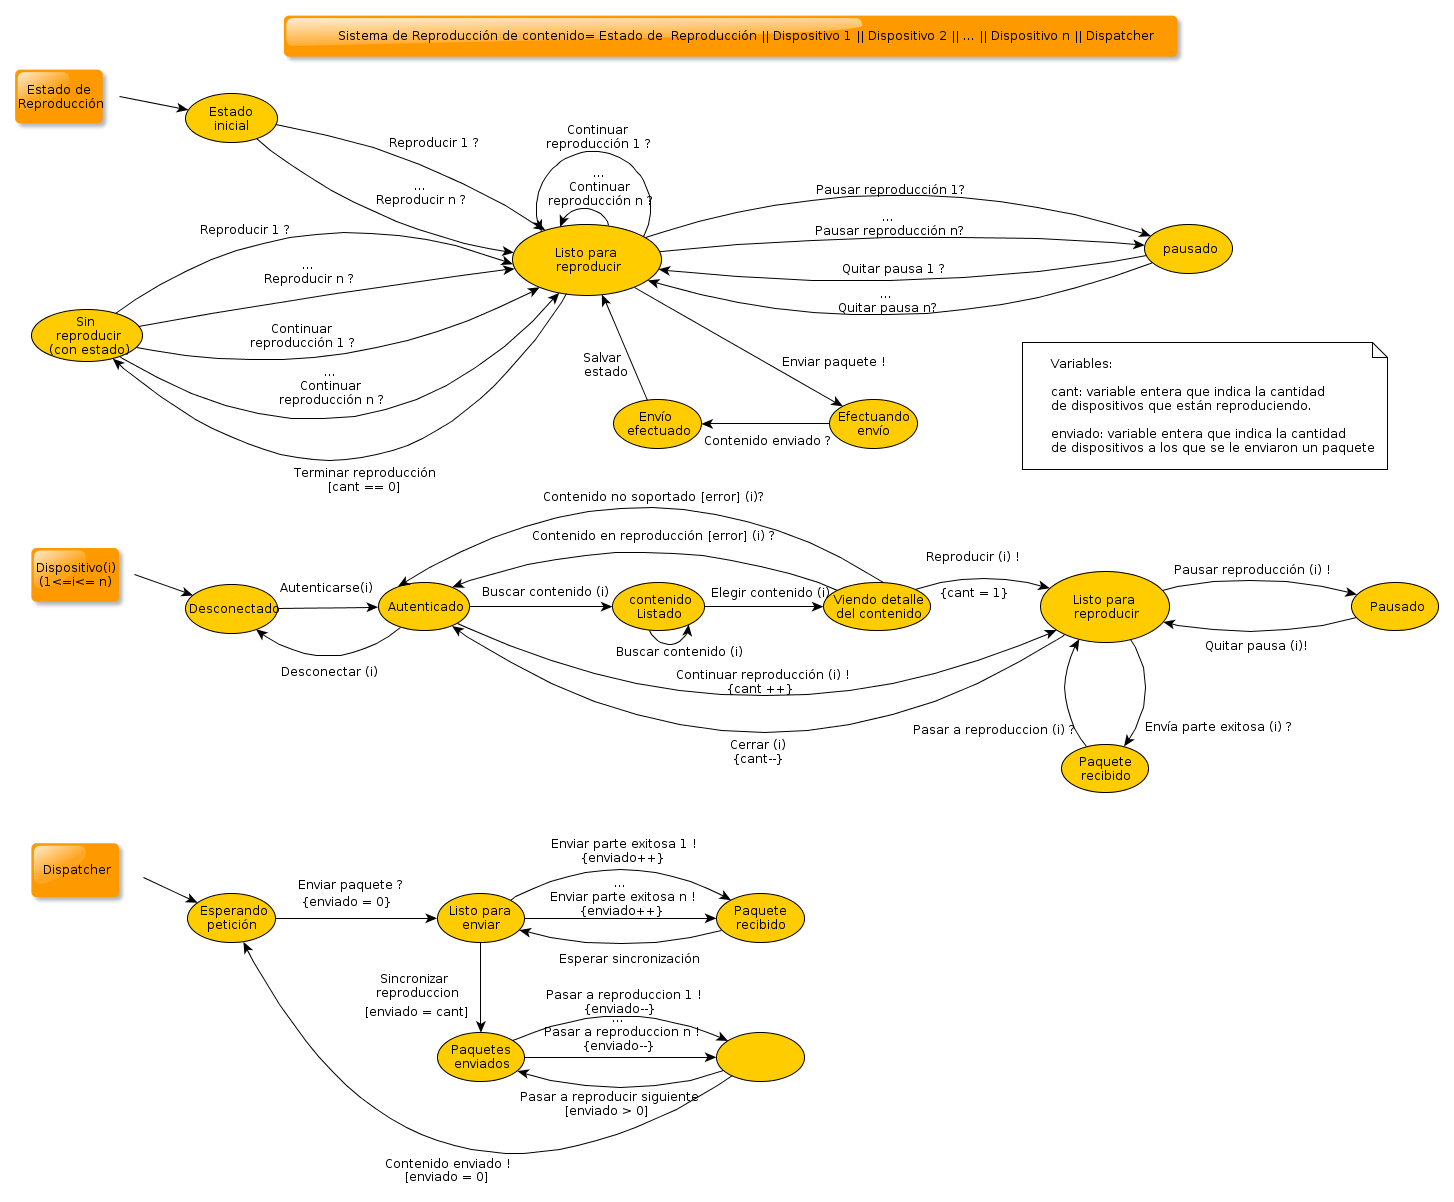 Sistema de Reproducción de contenido= Estado de  Reproducción || Dispositivo 1 || Dispositivo 2 || ... || Dispositivo n || Dispatcher
Estado de
Reproducción
Estado
inicial
Reproducir 1 ?
...
Reproducir n ?
Continuar
reproducción 1 ?
...
Continuar
reproducción n ?
Pausar reproducción 1?
...
Pausar reproducción n?
Quitar pausa 1 ?
...
Quitar pausa n?
Listo para
reproducir
pausado
Reproducir 1 ?
...
Reproducir n ?
Sin
reproducir
(con estado)
Continuar
reproducción 1 ?
...
Continuar
reproducción n ?
Terminar reproducción
[cant == 0]
Salvar
estado
Enviar paquete !
Envío
efectuado
Efectuando
envío
Contenido enviado ?
Variables:
cant: variable entera que indica la cantidad
de dispositivos que están reproduciendo.
enviado: variable entera que indica la cantidad
de dispositivos a los que se le enviaron un paquete
Dispositivo(i)
(1<=i<= n)
Desconectado
Autenticarse(i)
Desconectar (i)
Autenticado
Contenido no soportado [error] (i)?
Contenido en reproducción [error] (i) ?
Buscar contenido (i)
contenido
Listado
Buscar contenido (i)
Elegir contenido (i)
Viendo detalle
del contenido
Reproducir (i) !
{cant = 1}
Listo para
reproducir
Pausar reproducción (i) !
Pausado
Quitar pausa (i)!
Continuar reproducción (i) !
{cant ++}
Cerrar (i)
{cant--}
Pasar a reproduccion (i) ?
Envía parte exitosa (i) ?
Paquete
recibido
Dispatcher
Esperando
petición
Enviar paquete ?
{enviado = 0}
Listo para
enviar
Enviar parte exitosa 1 !
{enviado++}
...
Enviar parte exitosa n !
{enviado++}
Paquete
recibido
Esperar sincronización
Sincronizar
reproduccion
[enviado = cant]
Paquetes
enviados
Pasar a reproduccion 1 !
{enviado--}
...
Pasar a reproduccion n !
{enviado--}
Pasar a reproducir siguiente
[enviado > 0]
Contenido enviado !
[enviado = 0]